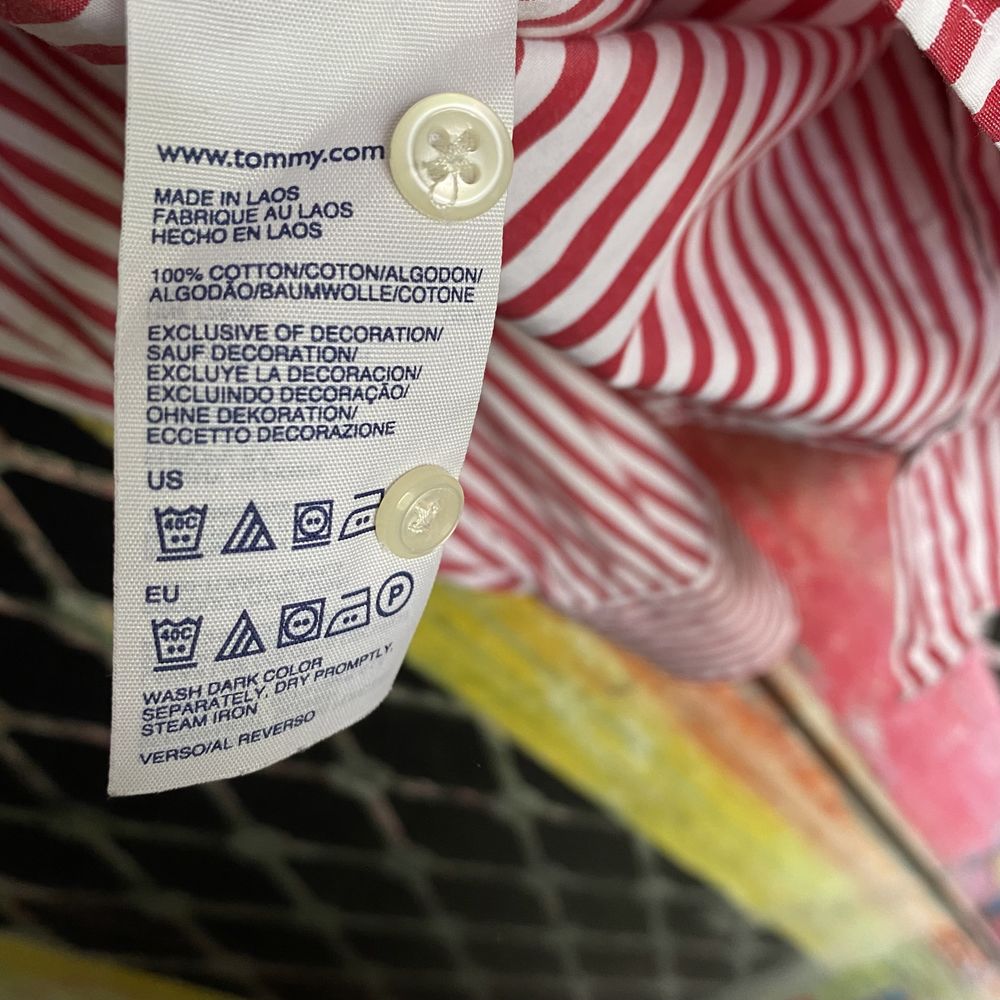 www.tommy.com
MADE IN LAOS
FABRIQUE AU LAOS
HECHO EN LAOS
100% COTTON/COTON/ALGODON/
ALGODÃO/BAUMWOLLE/COTONE
EXCLUSIVE OF DECORATION/
SAUF DECORATION/
EXCLUYE LA DECORACION/
EXCLUINDO DECORAÇÃO/
OHNE DEKORATION/
ECCETTO DECORAZIONE
US
40C
EU
40C P
WASH DARK COLOR
SEPARATELY. DRY PROMPTLY.
STEAM IRON
VERSO/AL REVERSO